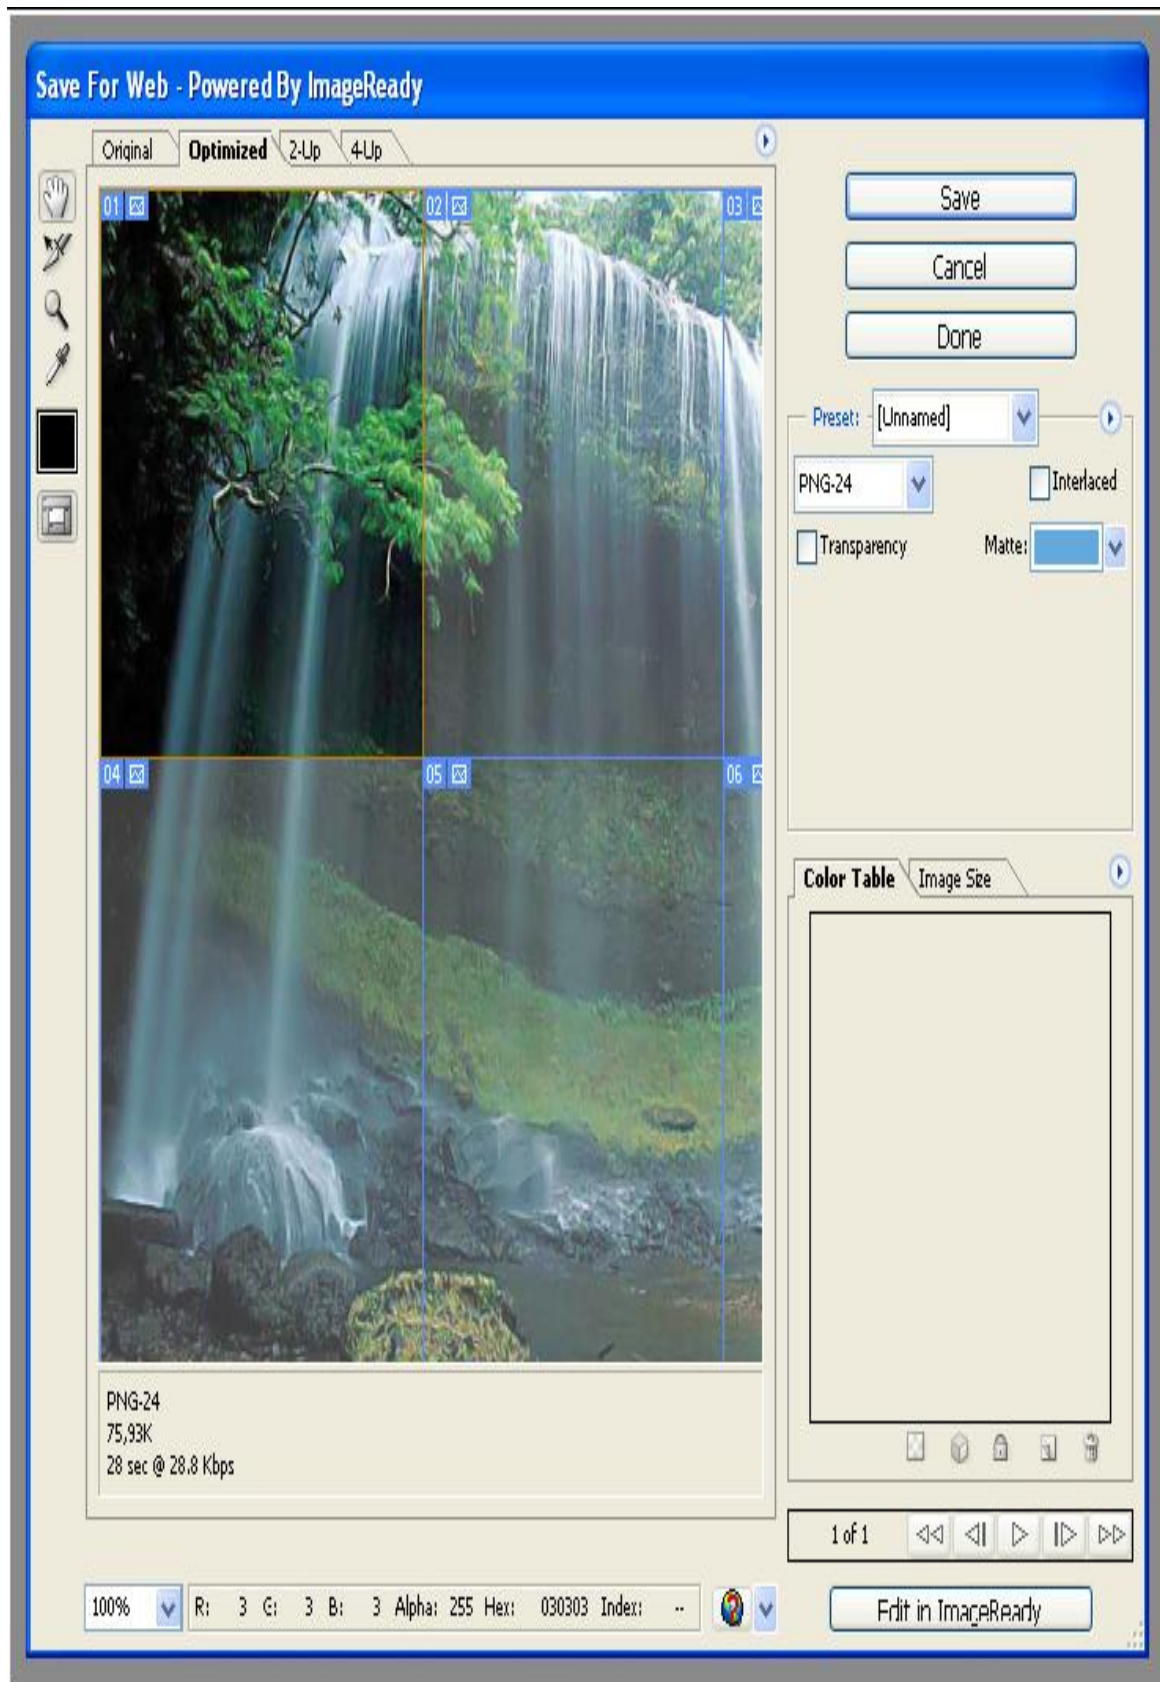 Save For Web - Powered By ImageReady
Original Optimized 2-Up 4-Up
01 02 03
04 05 06
PNG-24
75,93K
28 sec @ 28.8 Kbps
Save
Cancel
Done
Preset: [Unnamed]
PNG-24 Interlaced
Transparency Matte:
Color Table Image Size
1 of 1
100% R: 3 G: 3 B: 3 Alpha: 255 Hex: 030303 Index: --
Edit in ImageReady